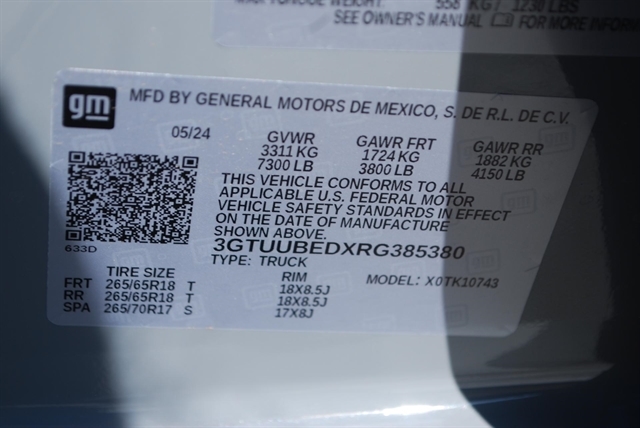 558 KG / 1230 LBS
SEE OWNER'S MANUAL FOR MORE
gm
MFD BY GENERAL MOTORS DE MEXICO, S. DE R.L. DE C.V.
05/24 GVWR GAWR FRT GAWR RR
3311 KG 1724 KG 1882 KG
7300 LB 3800 LB 4150 LB
THIS VEHICLE CONFORMS TO ALL
APPLICABLE U.S. FEDERAL MOTOR
VEHICLE SAFETY STANDARDS IN EFFECT
ON THE DATE OF MANUFACTURE
SHOWN ABOVE.
633D
3GTUUBEDXRG385380
TYPE: TRUCK MODEL: X0TK10743
TIRE SIZE RIM
FRT 265/65R18 T 18X8.5J
RR 265/65R18 T 18X8.5J
SPA 265/70R17 S 17X8J